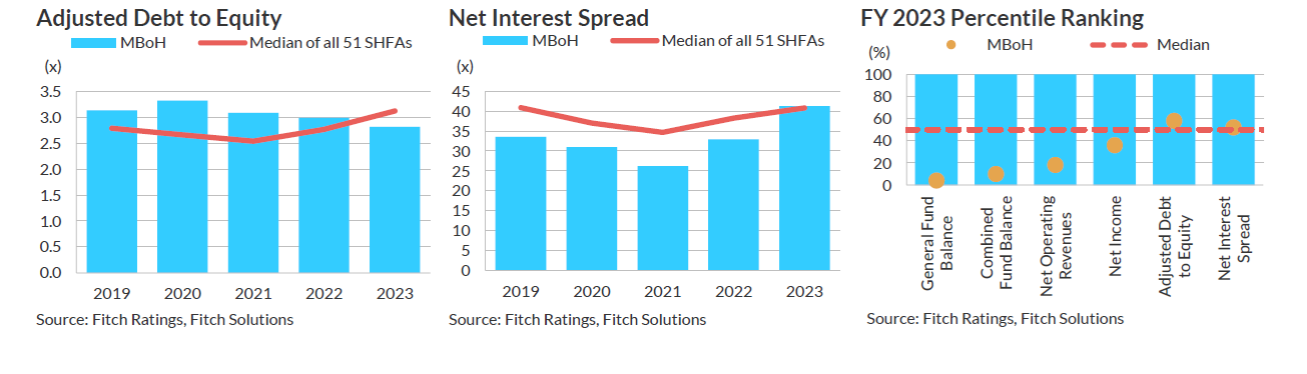 Adjusted Debt to Equity
MBoH
Median of all 51 SHFAs
(x)
3.5
3.0
2.5
2.0
1.5
1.0
0.5
0.0
2019 2020 2021 2022 2023
Source: Fitch Ratings, Fitch Solutions
Net Interest Spread
MBoH
Median of all 51 SHFAs
(x)
45
40
35
30
25
20
15
10
5
0
2019 2020 2021 2022 2023
Source: Fitch Ratings, Fitch Solutions
FY 2023 Percentile Ranking
(%)
MBoH
Median
100
80
60
40
20
0
General Fund
Balance
Combined
Fund Balance
Net Operating
Revenues
Net Income
Adjusted Debt
to Equity
Net Interest
Spread
Source: Fitch Ratings, Fitch Solutions